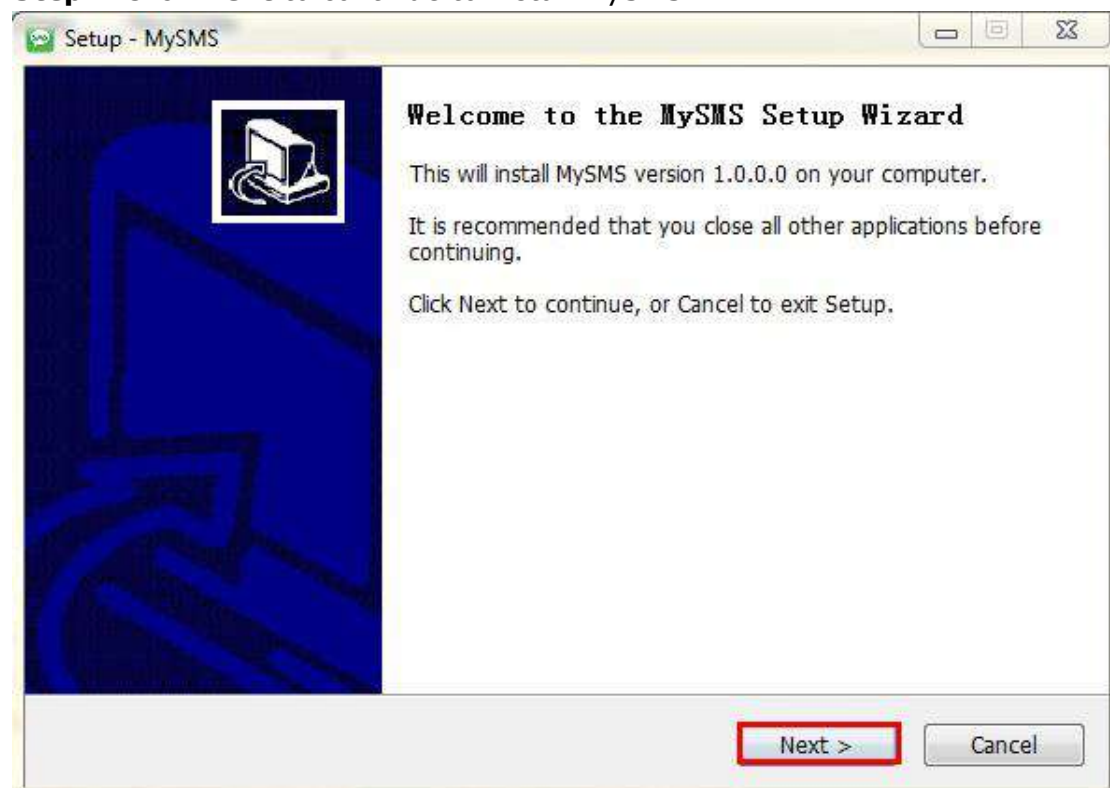 Setup - MySMS
Welcome to the MySMS Setup Wizard
This will install MySMS version 1.0.0.0 on your computer.
It is recommended that you close all other applications before
continuing.
Click Next to continue, or Cancel to exit Setup.
Next >
Cancel